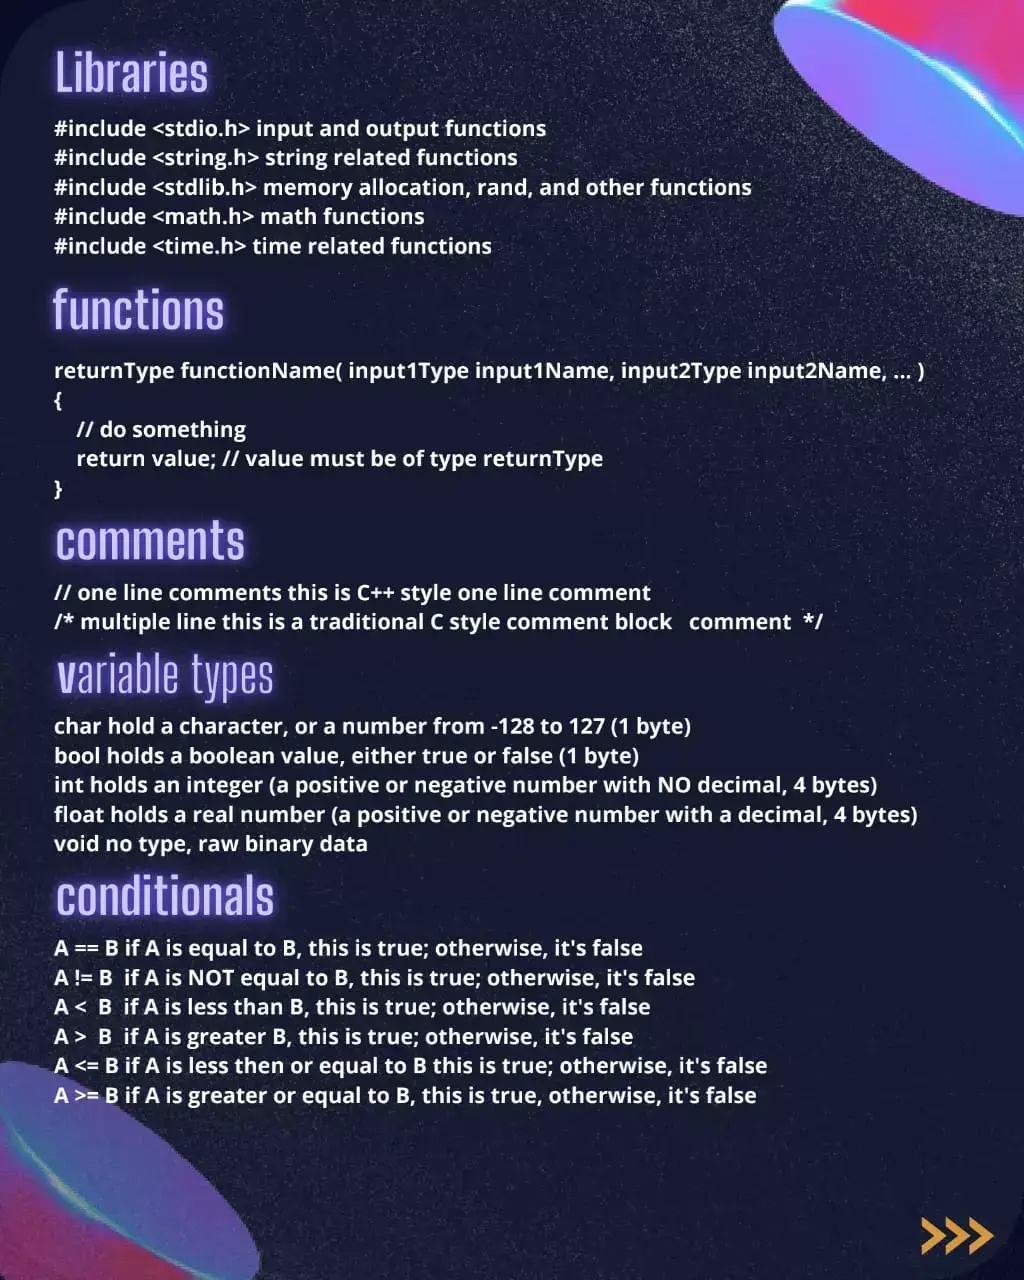 Libraries
#include <stdio.h> input and output functions
#include <string.h> string related functions
#include <stdlib.h> memory allocation, rand, and other functions
#include <math.h> math functions
#include <time.h> time related functions
functions
returnType functionName( input1Type input1Name, input2Type input2Name, ... )
{
// do something
return value; // value must be of type returnType
}
comments
// one line comments this is C++ style one line comment
/* multiple line this is a traditional C style comment block   comment  */
variable types
char hold a character, or a number from -128 to 127 (1 byte)
bool holds a boolean value, either true or false (1 byte)
int holds an integer (a positive or negative number with NO decimal, 4 bytes)
float holds a real number (a positive or negative number with a decimal, 4 bytes)
void no type, raw binary data
conditionals
A == B if A is equal to B, this is true; otherwise, it's false
A != B  if A is NOT equal to B, this is true; otherwise, it's false
A <  B  if A is less than B, this is true; otherwise, it's false
A >  B  if A is greater B, this is true; otherwise, it's false
A <= B if A is less then or equal to B this is true; otherwise, it's false
A >= B if A is greater or equal to B, this is true, otherwise, it's false